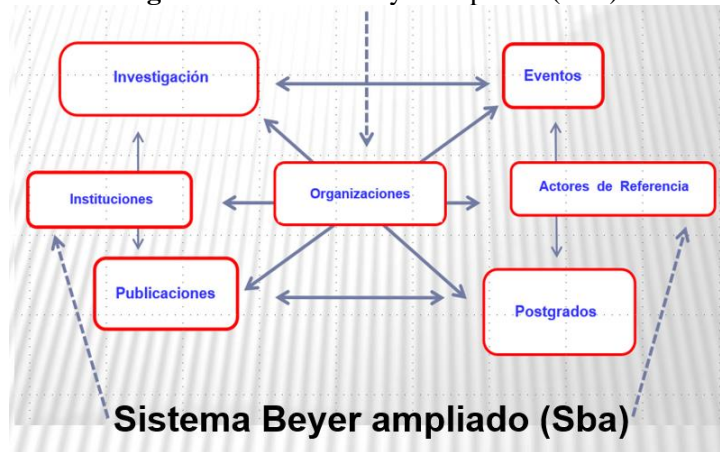 Investigación
Eventos
Instituciones
Organizaciones
Actores de Referencia
Publicaciones
Postgrados
Sistema Beyer ampliado (Sba)